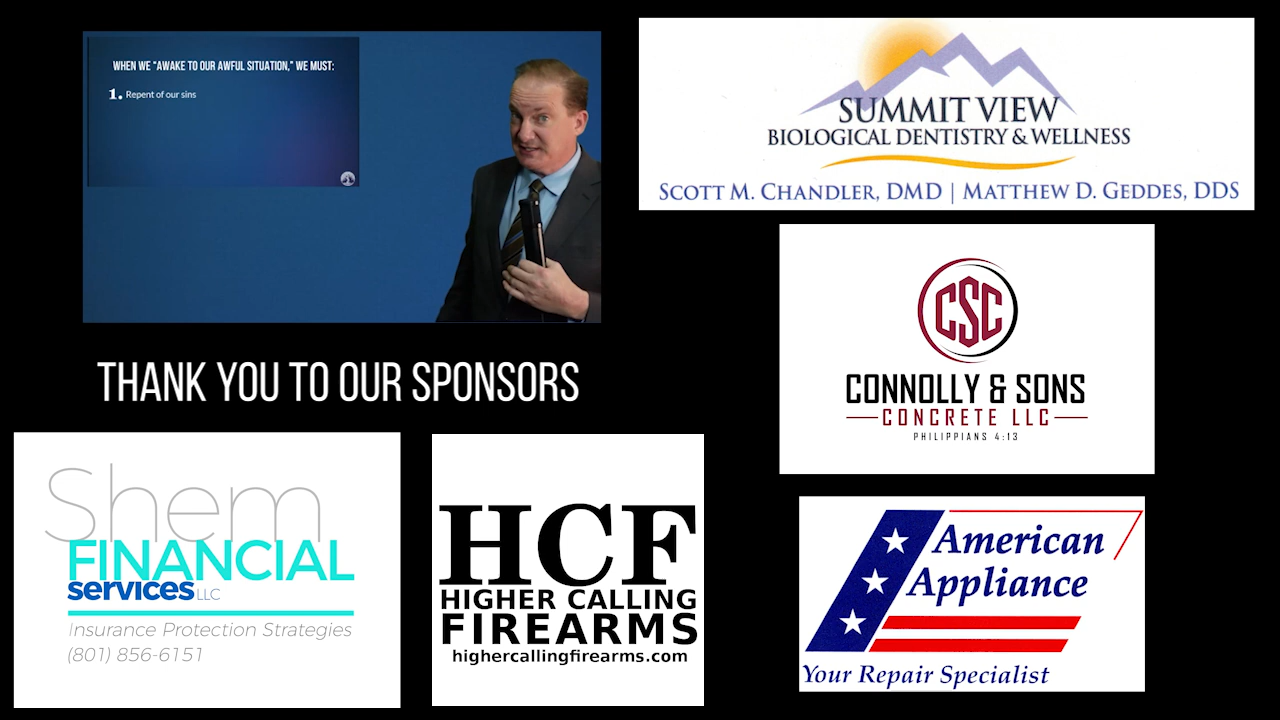 WHEN WE "AWAKE TO OUR AWFUL SITUATION," WE MUST:
1. Repent of our sins
THANK YOU TO OUR SPONSORS
SUMMIT VIEW
BIOLOGICAL DENTISTRY & WELLNESS
SCOTT M. CHANDLER, DMD | MATTHEW D. GEDDES, DDS
CSC
CONNOLLY & SONS
CONCRETE LLC
PHILIPPIANS 4:13
Shem
FINANCIAL
services LLC
Insurance Protection Strategies
(801) 856-6151
HCF
HIGHER CALLING
FIREARMS
highercallingfirearms.com
American
Appliance
Your Repair Specialist